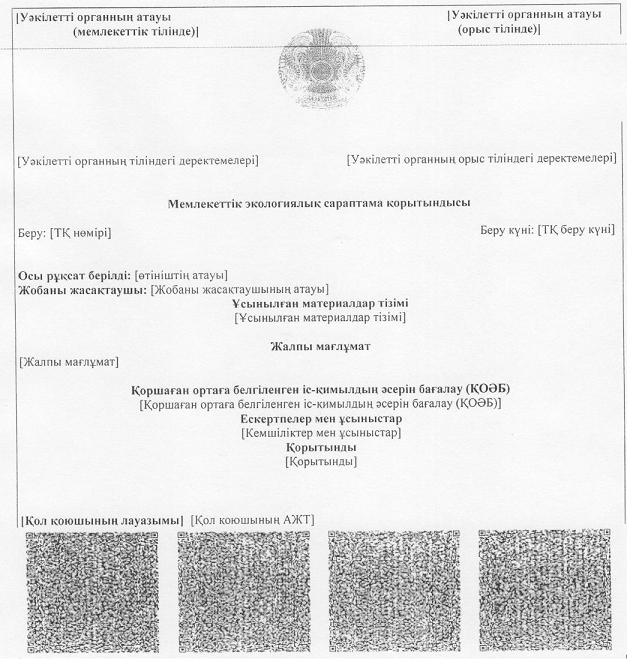 [Уәкілетті органның атауы
(мемлекеттік тілінде)]
[Уәкілетті органның атауы
(орыс тілінде)]
[Уәкілетті органның тіліндегі деректемелері]
[Уәкілетті органның орыс тіліндегі деректемелері]
Мемлекеттік экологиялық сараптама қорытындысы
Беру: [ТҚ нөмірі]
Беру күні: [ТҚ беру күні]
Осы рұқсат берілді: [өтініштің атауы]
Жобаны жасақтаушы: [Жобаны жасақтаушының атауы]
Ұсынылған материалдар тізімі
[Ұсынылған материалдар тізімі]
Жалпы мағлұмат
[Жалпы мағлұмат]
Қоршаған ортаға белгіленген іс-қимылдың әсерін бағалау (ҚОӘБ)
[Қоршаған ортаға белгіленген іс-қимылдың әсерін бағалау (ҚОӘБ)]
Ескертпелер мен ұсыныстар
[Кемшіліктер мен ұсыныстар]
Қорытынды
[Қорытынды]
[Қол қоюшының лауазымы] [Қол коюшының АЖТ]